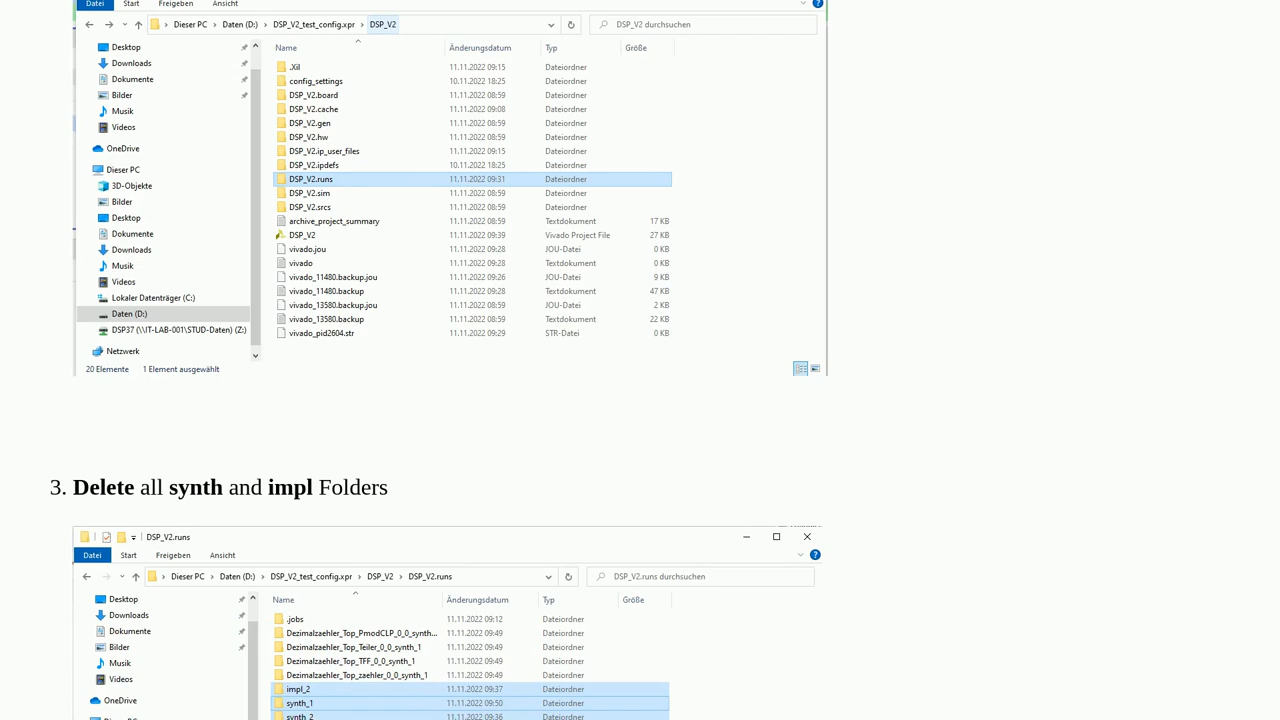 Datei Start Freigeben Ansicht
Dieser PC Daten (D:) DSP_V2_test_config.xpr DSP_V2 DSP_V2 durchsuchen
Desktop
Downloads
Dokumente
Bilder
Musik
Videos
OneDrive
Dieser PC
3D-Objekte
Bilder
Desktop
Dokumente
Downloads
Musik
Videos
Lokaler Datenträger (C:)
Daten (D:)
DSP37 (\\IT-LAB-001\STUD-Daten) (Z:)
Netzwerk
Name Änderungsdatum Typ Größe
.Xil 11.11.2022 09:15 Dateiordner
config_settings 10.11.2022 18:25 Dateiordner
DSP_V2.board 11.11.2022 08:59 Dateiordner
DSP_V2.cache 11.11.2022 09:08 Dateiordner
DSP_V2.gen 11.11.2022 08:59 Dateiordner
DSP_V2.hw 11.11.2022 08:59 Dateiordner
DSP_V2.ip_user_files 11.11.2022 09:15 Dateiordner
DSP_V2.ipdefs 10.11.2022 18:25 Dateiordner
DSP_V2.runs 11.11.2022 09:31 Dateiordner
DSP_V2.sim 11.11.2022 08:59 Dateiordner
DSP_V2.srcs 11.11.2022 08:59 Dateiordner
archive_project_summary 11.11.2022 08:59 Textdokument 17 KB
DSP_V2 11.11.2022 09:39 Vivado Project File 27 KB
vivado.jou 11.11.2022 09:28 JOU-Datei 0 KB
vivado 11.11.2022 09:28 Textdokument 0 KB
vivado_11480.backup.jou 11.11.2022 09:26 JOU-Datei 9 KB
vivado_11480.backup 11.11.2022 09:28 Textdokument 47 KB
vivado_13580.backup.jou 11.11.2022 08:59 JOU-Datei 2 KB
vivado_13580.backup 11.11.2022 08:59 Textdokument 22 KB
vivado_pid2604.str 11.11.2022 09:29 STR-Datei 0 KB
20 Elemente 1 Element ausgewählt
3. Delete all synth and impl Folders
DSP_V2.runs
Datei Start Freigeben Ansicht
Dieser PC Daten (D:) DSP_V2_test_config.xpr DSP_V2 DSP_V2.runs DSP_V2.runs durchsuchen
Desktop
Downloads
Dokumente
Bilder
Musik
Videos
OneDrive
Dieser PC
Name Änderungsdatum Typ Größe
.jobs 11.11.2022 09:12 Dateiordner
Dezimalzaehler_Top_PmodCLP_0_0_synth... 11.11.2022 09:49 Dateiordner
Dezimalzaehler_Top_Teiler_0_0_synth_1 11.11.2022 09:49 Dateiordner
Dezimalzaehler_Top_TFF_0_0_synth_1 11.11.2022 09:49 Dateiordner
Dezimalzaehler_Top_zaehler_0_0_synth_1 11.11.2022 09:49 Dateiordner
impl_2 11.11.2022 09:37 Dateiordner
synth_1 11.11.2022 09:50 Dateiordner
synth_2 11.11.2022 09:36 Dateiordner